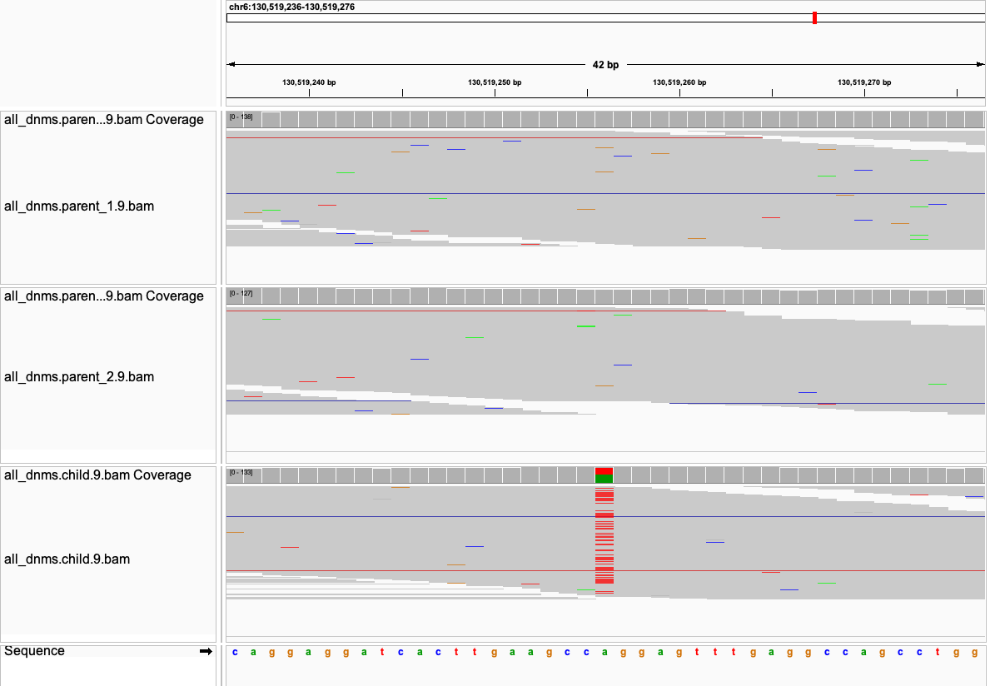 chr6:130,519,236-130,519,276
42 bp
130,519,240 bp 130,519,250 bp 130,519,260 bp 130,519,270 bp
all_dnms.paren...9.bam Coverage
[0 - 138]
all_dnms.parent_1.9.bam
all_dnms.paren...9.bam Coverage
[0 - 127]
all_dnms.parent_2.9.bam
all_dnms.child.9.bam Coverage
[0 - 133]
all_dnms.child.9.bam
Sequence
c a g g a g g a t c a c t t g a a g c c a g g a g t t t g a g g c c a g c c t g g